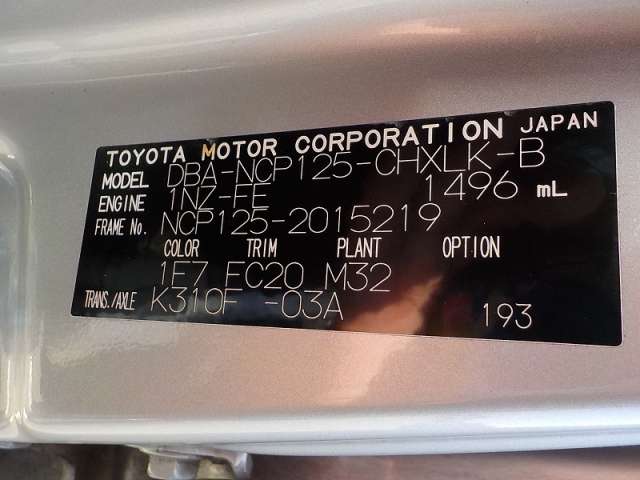 TOYOTA MOTOR CORPORATION JAPAN
MODEL DBA-NCP125-CHXLK-B
ENGINE 1NZ-FE 1496 mL
FRAME No. NCP125-2015219
COLOR TRIM PLANT OPTION
1F7 FC20 M32
TRANS./AXLE K310F -03A
193